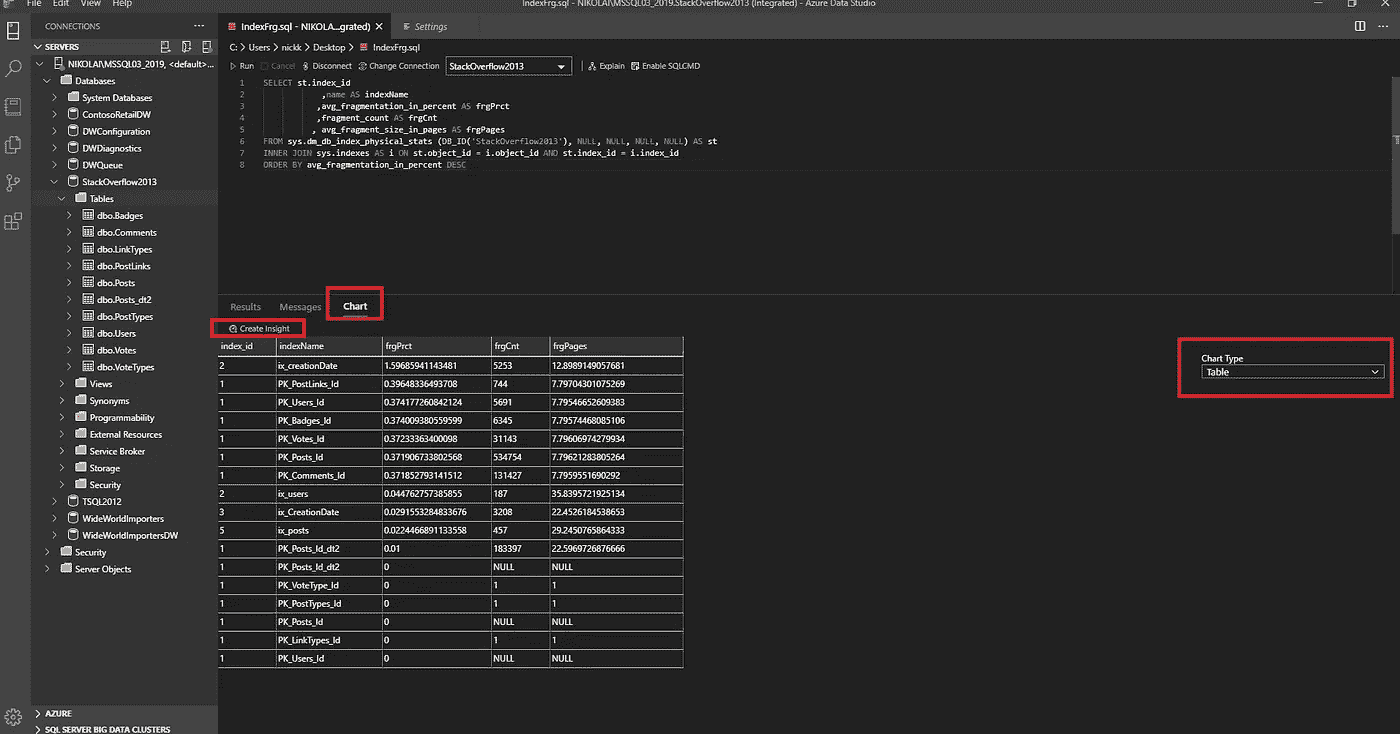 File Edit View Help IndexFrg.sql - NIKOLAI\MSSQL03_2019.StackOverflow2013 (Integrated) - Azure Data Studio
CONNECTIONS ···
SERVERS
NIKOLAI\MSSQL03_2019, <default>...
Databases
System Databases
ContosoRetailDW
DWConfiguration
DWDiagnostics
DWQueue
StackOverflow2013
Tables
dbo.Badges
dbo.Comments
dbo.LinkTypes
dbo.PostLinks
dbo.Posts
dbo.Posts_dt2
dbo.PostTypes
dbo.Users
dbo.Votes
dbo.VoteTypes
Views
Synonyms
Programmability
External Resources
Service Broker
Storage
Security
TSQL2012
WideWorldImporters
WideWorldImportersDW
Security
Server Objects
AZURE
SQL SERVER BIG DATA CLUSTERS
IndexFrg.sql - NIKOLA...grated) Settings
C: > Users > nickk > Desktop > IndexFrg.sql
Run Cancel Disconnect Change Connection StackOverflow2013 Explain Enable SQLCMD
1 SELECT st.index_id
2 ,name AS indexName
3 ,avg_fragmentation_in_percent AS frgPrct
4 ,fragment_count AS frgCnt
5 , avg_fragment_size_in_pages AS frgPages
6 FROM sys.dm_db_index_physical_stats (DB_ID('StackOverflow2013'), NULL, NULL, NULL, NULL) AS st
7 INNER JOIN sys.indexes AS i ON st.object_id = i.object_id AND st.index_id = i.index_id
8 ORDER BY avg_fragmentation_in_percent DESC
Results Messages Chart
Create Insight
index_id indexName frgPrct frgCnt frgPages
2 ix_creationDate 1.59685941143481 5253 12.8989149057681
1 PK_PostLinks_Id 0.39648336493708 744 7.79704301075269
1 PK_Users_Id 0.374177260842124 5691 7.79546652609383
1 PK_Badges_Id 0.374009380559599 6345 7.79574468085106
1 PK_Votes_Id 0.37233363400098 31143 7.79606974279934
1 PK_Posts_Id 0.371906733802568 534754 7.79621283805264
1 PK_Comments_Id 0.371852793141512 131427 7.7959551690292
2 ix_users 0.044762757385855 187 35.8395721925134
3 ix_CreationDate 0.0291553284833676 3208 22.4526184538653
5 ix_posts 0.0224466891133558 457 29.2450765864333
1 PK_Posts_Id_dt2 0.01 183397 22.5969726876666
1 PK_Posts_Id_dt2 0 NULL NULL
1 PK_VoteType_Id 0 1 1
1 PK_PostTypes_Id 0 1 1
1 PK_Posts_Id 0 NULL NULL
1 PK_LinkTypes_Id 0 1 1
1 PK_Users_Id 0 NULL NULL
Chart Type
Table